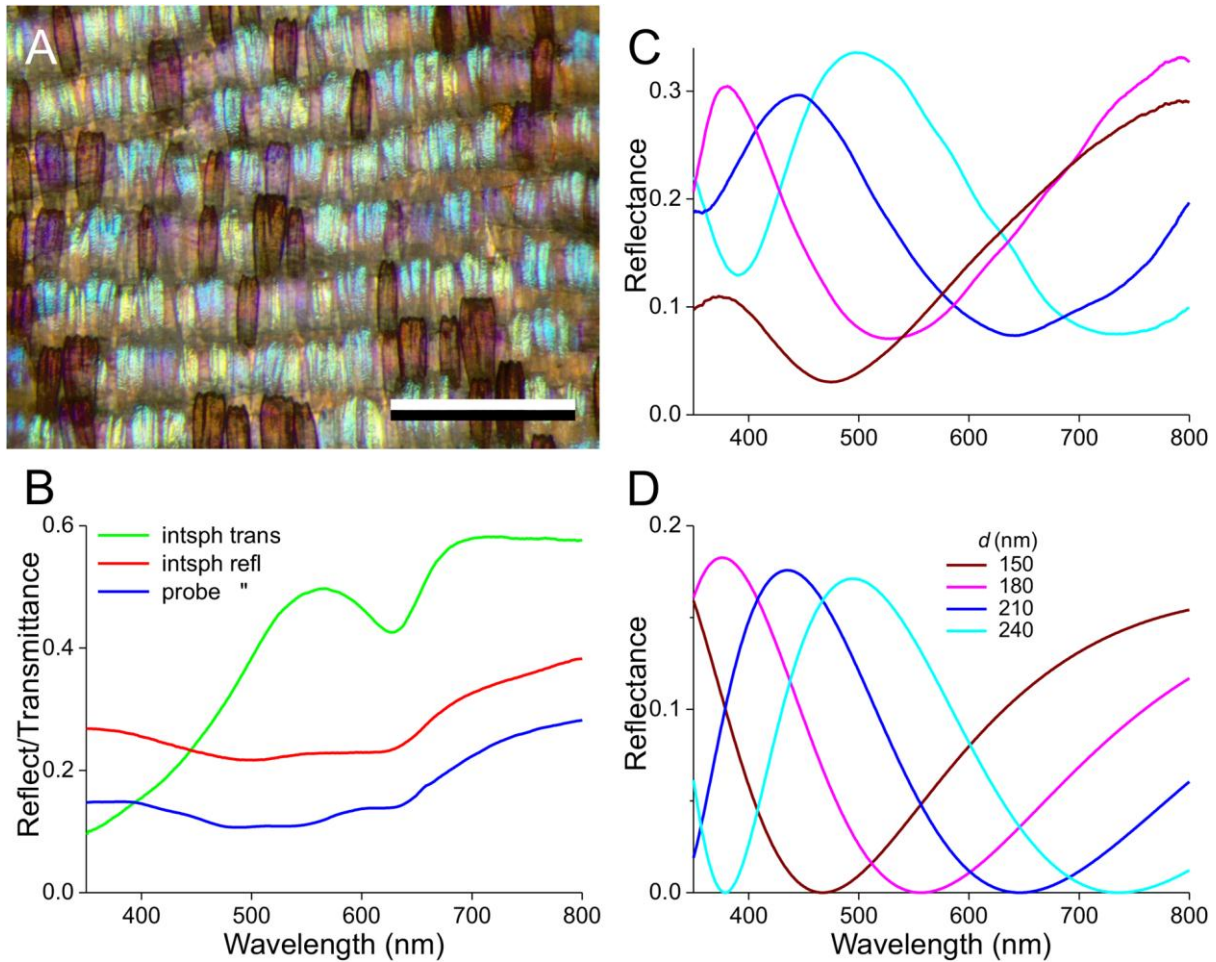 A
C
Reflectance
0.3
0.2
0.1
0.0
400
500
600
700
800
B
Reflect/Transmittance
0.6
0.4
0.2
0.0
intsph trans
intsph refl
probe "
400
500
600
700
800
Wavelength (nm)
D
Reflectance
0.2
0.1
0.0
d (nm)
150
180
210
240
400
500
600
700
800
Wavelength (nm)